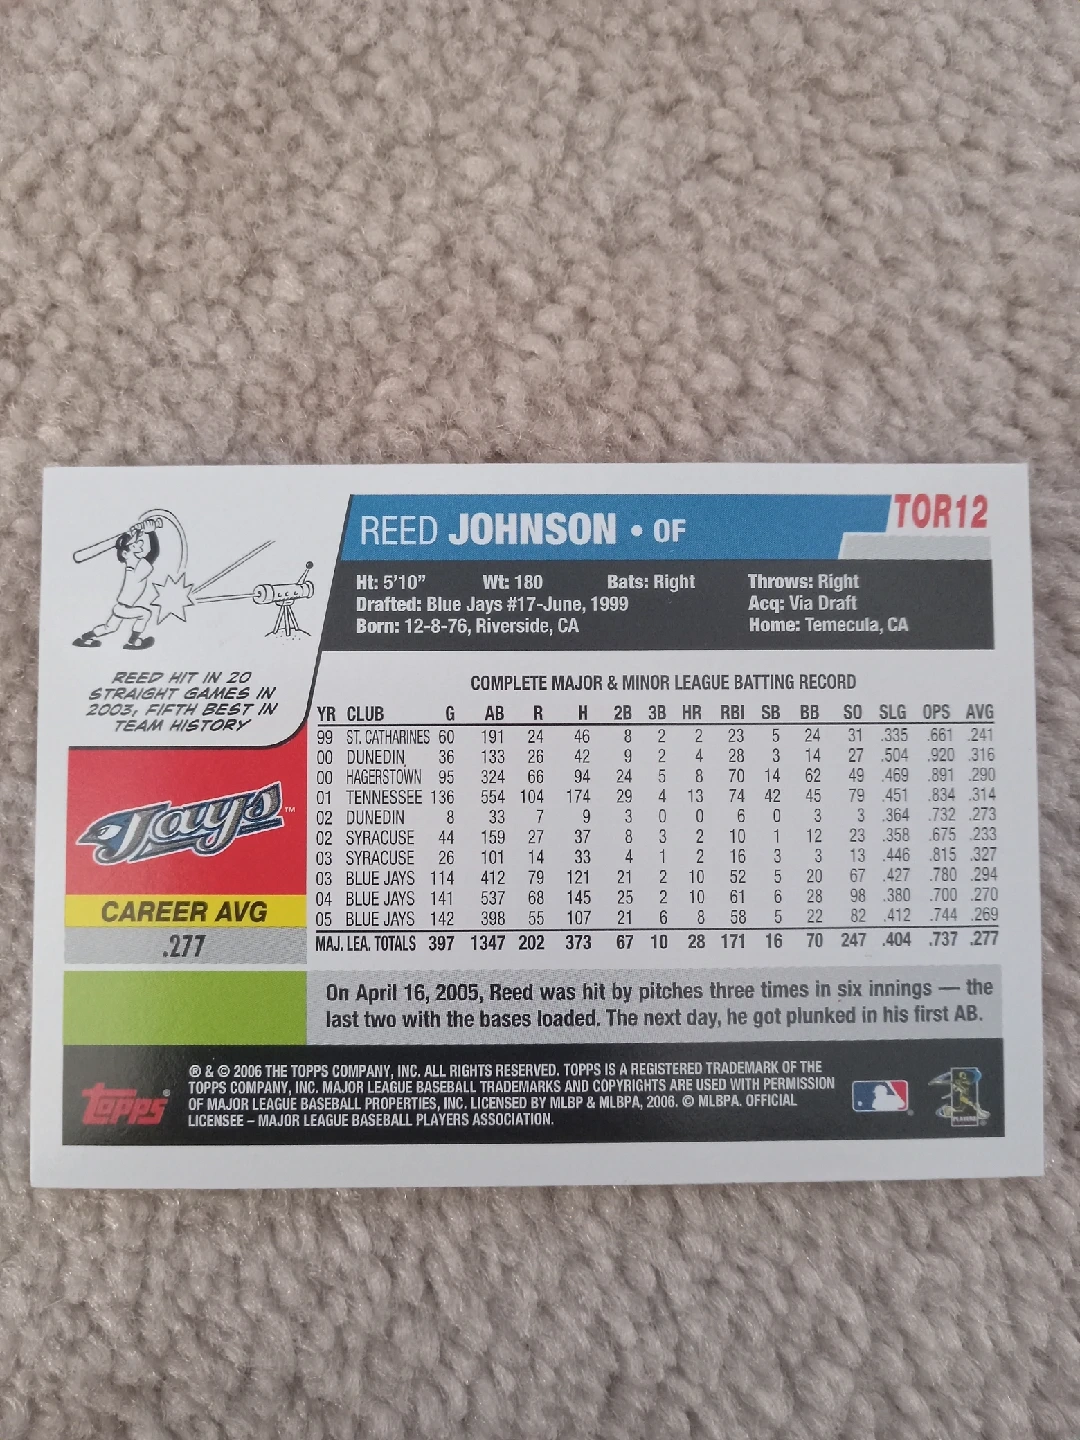 TOR12
REED JOHNSON • OF
Ht: 5'10" Wt: 180 Bats: Right Throws: Right
Drafted: Blue Jays #17-June, 1999 Acq: Via Draft
Born: 12-8-76, Riverside, CA Home: Temecula, CA
REED HIT IN 20
STRAIGHT GAMES IN
2003; FIFTH BEST IN
TEAM HISTORY
Jays™
CAREER AVG
.277
COMPLETE MAJOR & MINOR LEAGUE BATTING RECORD
YR CLUB G AB R H 2B 3B HR RBI SB BB SO SLG OPS AVG
99 ST. CATHARINES 60 191 24 46 8 2 2 23 5 24 31 .335 .661 .241
00 DUNEDIN 36 133 26 42 9 2 4 28 3 14 27 .504 .920 .316
00 HAGERSTOWN 95 324 66 94 24 5 8 70 14 62 49 .469 .891 .290
01 TENNESSEE 136 554 104 174 29 4 13 74 42 45 79 .451 .834 .314
02 DUNEDIN 8 33 7 9 3 0 0 6 0 3 3 .364 .732 .273
02 SYRACUSE 44 159 27 37 8 3 2 10 1 12 23 .358 .675 .233
03 SYRACUSE 26 101 14 33 4 1 2 16 3 3 13 .446 .815 .327
03 BLUE JAYS 114 412 79 121 21 2 10 52 5 20 67 .427 .780 .294
04 BLUE JAYS 141 537 68 145 25 2 10 61 6 28 98 .380 .700 .270
05 BLUE JAYS 142 398 55 107 21 6 8 58 5 22 82 .412 .744 .269
MAJ. LEA. TOTALS 397 1347 202 373 67 10 28 171 16 70 247 .404 .737 .277
On April 16, 2005, Reed was hit by pitches three times in six innings — the
last two with the bases loaded. The next day, he got plunked in his first AB.
topps®
® & © 2006 THE TOPPS COMPANY, INC. ALL RIGHTS RESERVED. TOPPS IS A REGISTERED TRADEMARK OF THE
TOPPS COMPANY, INC. MAJOR LEAGUE BASEBALL TRADEMARKS AND COPYRIGHTS ARE USED WITH PERMISSION
OF MAJOR LEAGUE BASEBALL PROPERTIES, INC. LICENSED BY MLBP & MLBPA, 2006. © MLBPA. OFFICIAL
LICENSEE – MAJOR LEAGUE BASEBALL PLAYERS ASSOCIATION.